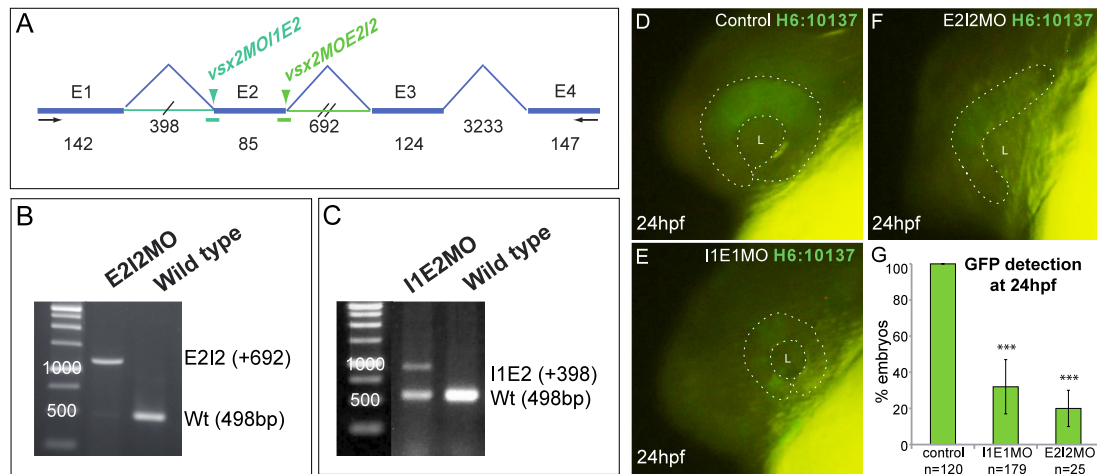 A
vsx2MOI1E2
vsx2MOE2I2
E1
E2
E3
E4
398
692
3233
142
85
124
147
B
E2I2MO
Wild type
1000
500
E2I2 (+692)
Wt (498bp)
C
I1E2MO
Wild type
1000
500
I1E2 (+398)
Wt (498bp)
D
Control H6:10137
L
24hpf
E
I1E1MO H6:10137
L
24hpf
F
E2I2MO H6:10137
L
24hpf
G
GFP detection
at 24hpf
% embryos
100
80
60
40
20
0
***
***
control
I1E1MO
E2I2MO
n=120
n=179
n=25